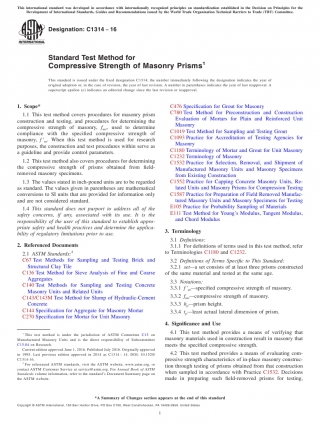 This international standard was developed in accordance with internationally recognized principles on standardization established in the Decision on Principles for the
Development of International Standards, Guides and Recommendations issued by the World Trade Organization Technical Barriers to Trade (TBT) Committee.
Designation: C1314 − 16
INTERNATIONAL
Standard Test Method for
Compressive Strength of Masonry Prisms¹
This standard is issued under the fixed designation C1314; the number immediately following the designation indicates the year of
original adoption or, in the case of revision, the year of last revision. A number in parentheses indicates the year of last reapproval. A
superscript epsilon (ε) indicates an editorial change since the last revision or reapproval.
1. Scope*
1.1 This test method covers procedures for masonry prism
construction and testing, and procedures for determining the
compressive strength of masonry, fmt, used to determine
compliance with the specified compressive strength of
masonry, f ′m. When this test method is used for research
purposes, the construction and test procedures within serve as
a guideline and provide control parameters.
1.2 This test method also covers procedures for determining
the compressive strength of prisms obtained from field-
removed masonry specimens.
1.3 The values stated in inch-pound units are to be regarded
as standard. The values given in parentheses are mathematical
conversions to SI units that are provided for information only
and are not considered standard.
1.4 This standard does not purport to address all of the
safety concerns, if any, associated with its use. It is the
responsibility of the user of this standard to establish appro-
priate safety and health practices and determine the applica-
bility of regulatory limitations prior to use.
2. Referenced Documents
2.1 ASTM Standards:²
C67 Test Methods for Sampling and Testing Brick and
Structural Clay Tile
C136 Test Method for Sieve Analysis of Fine and Coarse
Aggregates
C140 Test Methods for Sampling and Testing Concrete
Masonry Units and Related Units
C143/C143M Test Method for Slump of Hydraulic-Cement
Concrete
C144 Specification for Aggregate for Masonry Mortar
C270 Specification for Mortar for Unit Masonry
¹ This test method is under the jurisdiction of ASTM Committee C15 on
Manufactured Masonry Units and is the direct responsibility of Subcommittee
C15.04 on Research.
Current edition approved June 1, 2016. Published July 2016. Originally approved
in 1995. Last previous edition approved in 2014 as C1314 – 14. DOI: 10.1520/
C1314-16.
² For referenced ASTM standards, visit the ASTM website, www.astm.org, or
contact ASTM Customer Service at service@astm.org. For Annual Book of ASTM
Standards volume information, refer to the standard's Document Summary page on
the ASTM website.
C476 Specification for Grout for Masonry
C780 Test Method for Preconstruction and Construction
Evaluation of Mortars for Plain and Reinforced Unit
Masonry
C1019 Test Method for Sampling and Testing Grout
C1093 Practice for Accreditation of Testing Agencies for
Masonry
C1180 Terminology of Mortar and Grout for Unit Masonry
C1232 Terminology of Masonry
C1532 Practice for Selection, Removal, and Shipment of
Manufactured Masonry Units and Masonry Specimens
from Existing Construction
C1552 Practice for Capping Concrete Masonry Units, Re-
lated Units and Masonry Prisms for Compression Testing
C1587 Practice for Preparation of Field Removed Manufac-
tured Masonry Units and Masonry Specimens for Testing
E105 Practice for Probability Sampling of Materials
E111 Test Method for Young's Modulus, Tangent Modulus,
and Chord Modulus
3. Terminology
3.1 Definitions:
3.1.1 For definitions of terms used in this test method, refer
to Terminologies C1180 and C1232.
3.2 Definitions of Terms Specific to This Standard:
3.2.1 set—a set consists of at least three prisms constructed
of the same material and tested at the same age.
3.3 Notations:
3.3.1 f ′m—specified compressive strength of masonry.
3.3.2 fmt—compressive strength of masonry.
3.3.3 hp—prism height.
3.3.4 tp—least actual lateral dimension of prism.
4. Significance and Use
4.1 This test method provides a means of verifying that
masonry materials used in construction result in masonry that
meets the specified compressive strength.
4.2 This test method provides a means of evaluating com-
pressive strength characteristics of in-place masonry construc-
tion through testing of prisms obtained from that construction
when sampled in accordance with Practice C1532. Decisions
made in preparing such field-removed prisms for testing,
*A Summary of Changes section appears at the end of this standard
Copyright © ASTM International, 100 Barr Harbor Drive, PO Box C700, West Conshohocken, PA 19428-2959. United States
1